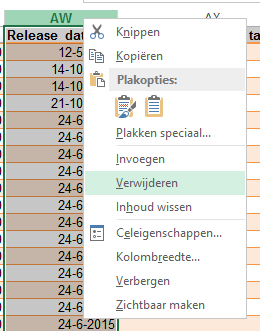 AW AX
Release dat ta
12-5
14-10
14-10
21-10
24-6
24-6
24-6
24-6
24-6
24-6
24-6
24-6
24-6
24-6
24-6
24-6-2015
Knippen
Kopiëren
Plakopties:
Plakken speciaal...
Invoegen
Verwijderen
Inhoud wissen
Celeigenschappen...
Kolombreedte...
Verbergen
Zichtbaar maken